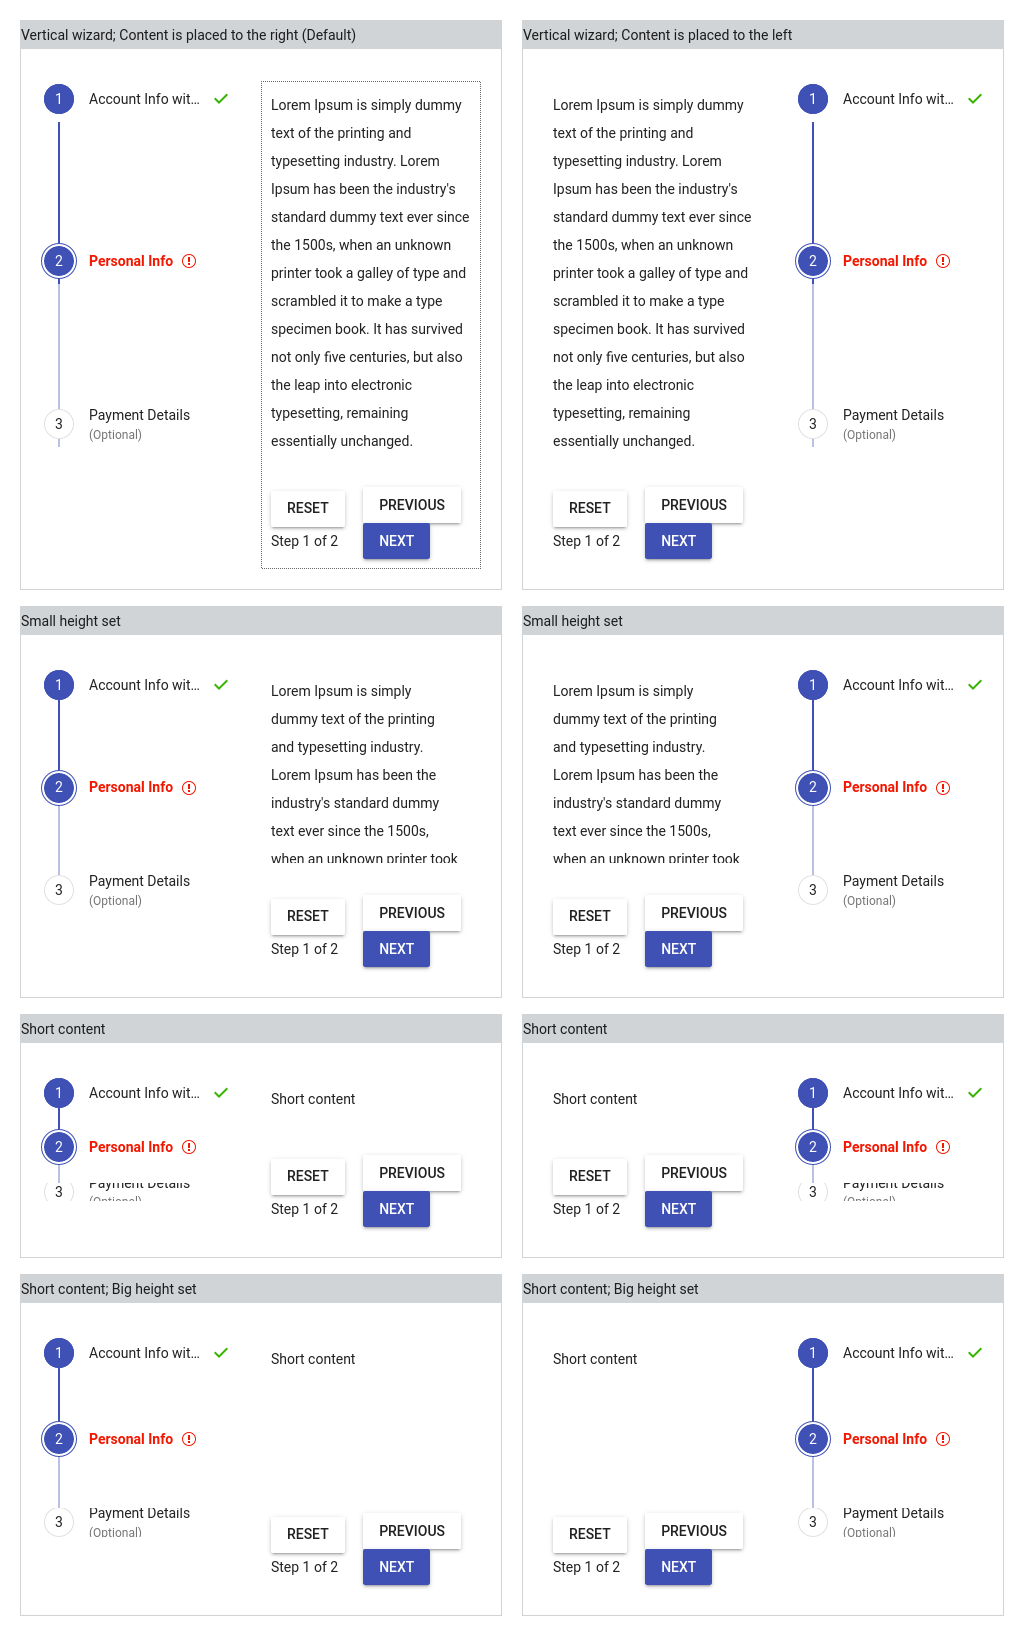 Vertical wizard; Content is placed to the right (Default)
1
Account Info wit...
2
Personal Info
3
Payment Details
(Optional)
Lorem Ipsum is simply dummy
text of the printing and
typesetting industry. Lorem
Ipsum has been the industry's
standard dummy text ever since
the 1500s, when an unknown
printer took a galley of type and
scrambled it to make a type
specimen book. It has survived
not only five centuries, but also
the leap into electronic
typesetting, remaining
essentially unchanged.
RESET
PREVIOUS
Step 1 of 2
NEXT
Vertical wizard; Content is placed to the left
Lorem Ipsum is simply dummy
text of the printing and
typesetting industry. Lorem
Ipsum has been the industry's
standard dummy text ever since
the 1500s, when an unknown
printer took a galley of type and
scrambled it to make a type
specimen book. It has survived
not only five centuries, but also
the leap into electronic
typesetting, remaining
essentially unchanged.
RESET
PREVIOUS
Step 1 of 2
NEXT
1
Account Info wit...
2
Personal Info
3
Payment Details
(Optional)
Small height set
1
Account Info wit...
2
Personal Info
3
Payment Details
(Optional)
Lorem Ipsum is simply
dummy text of the printing
and typesetting industry.
Lorem Ipsum has been the
industry's standard dummy
text ever since the 1500s,
when an unknown printer took
RESET
PREVIOUS
Step 1 of 2
NEXT
Small height set
Lorem Ipsum is simply
dummy text of the printing
and typesetting industry.
Lorem Ipsum has been the
industry's standard dummy
text ever since the 1500s,
when an unknown printer took
RESET
PREVIOUS
Step 1 of 2
NEXT
1
Account Info wit...
2
Personal Info
3
Payment Details
(Optional)
Short content
1
Account Info wit...
2
Personal Info
3
Payment Details
(Optional)
Short content
RESET
PREVIOUS
Step 1 of 2
NEXT
Short content
Short content
RESET
PREVIOUS
Step 1 of 2
NEXT
1
Account Info wit...
2
Personal Info
3
Payment Details
(Optional)
Short content; Big height set
1
Account Info wit...
2
Personal Info
3
Payment Details
(Optional)
Short content
RESET
PREVIOUS
Step 1 of 2
NEXT
Short content; Big height set
Short content
RESET
PREVIOUS
Step 1 of 2
NEXT
1
Account Info wit...
2
Personal Info
3
Payment Details
(Optional)